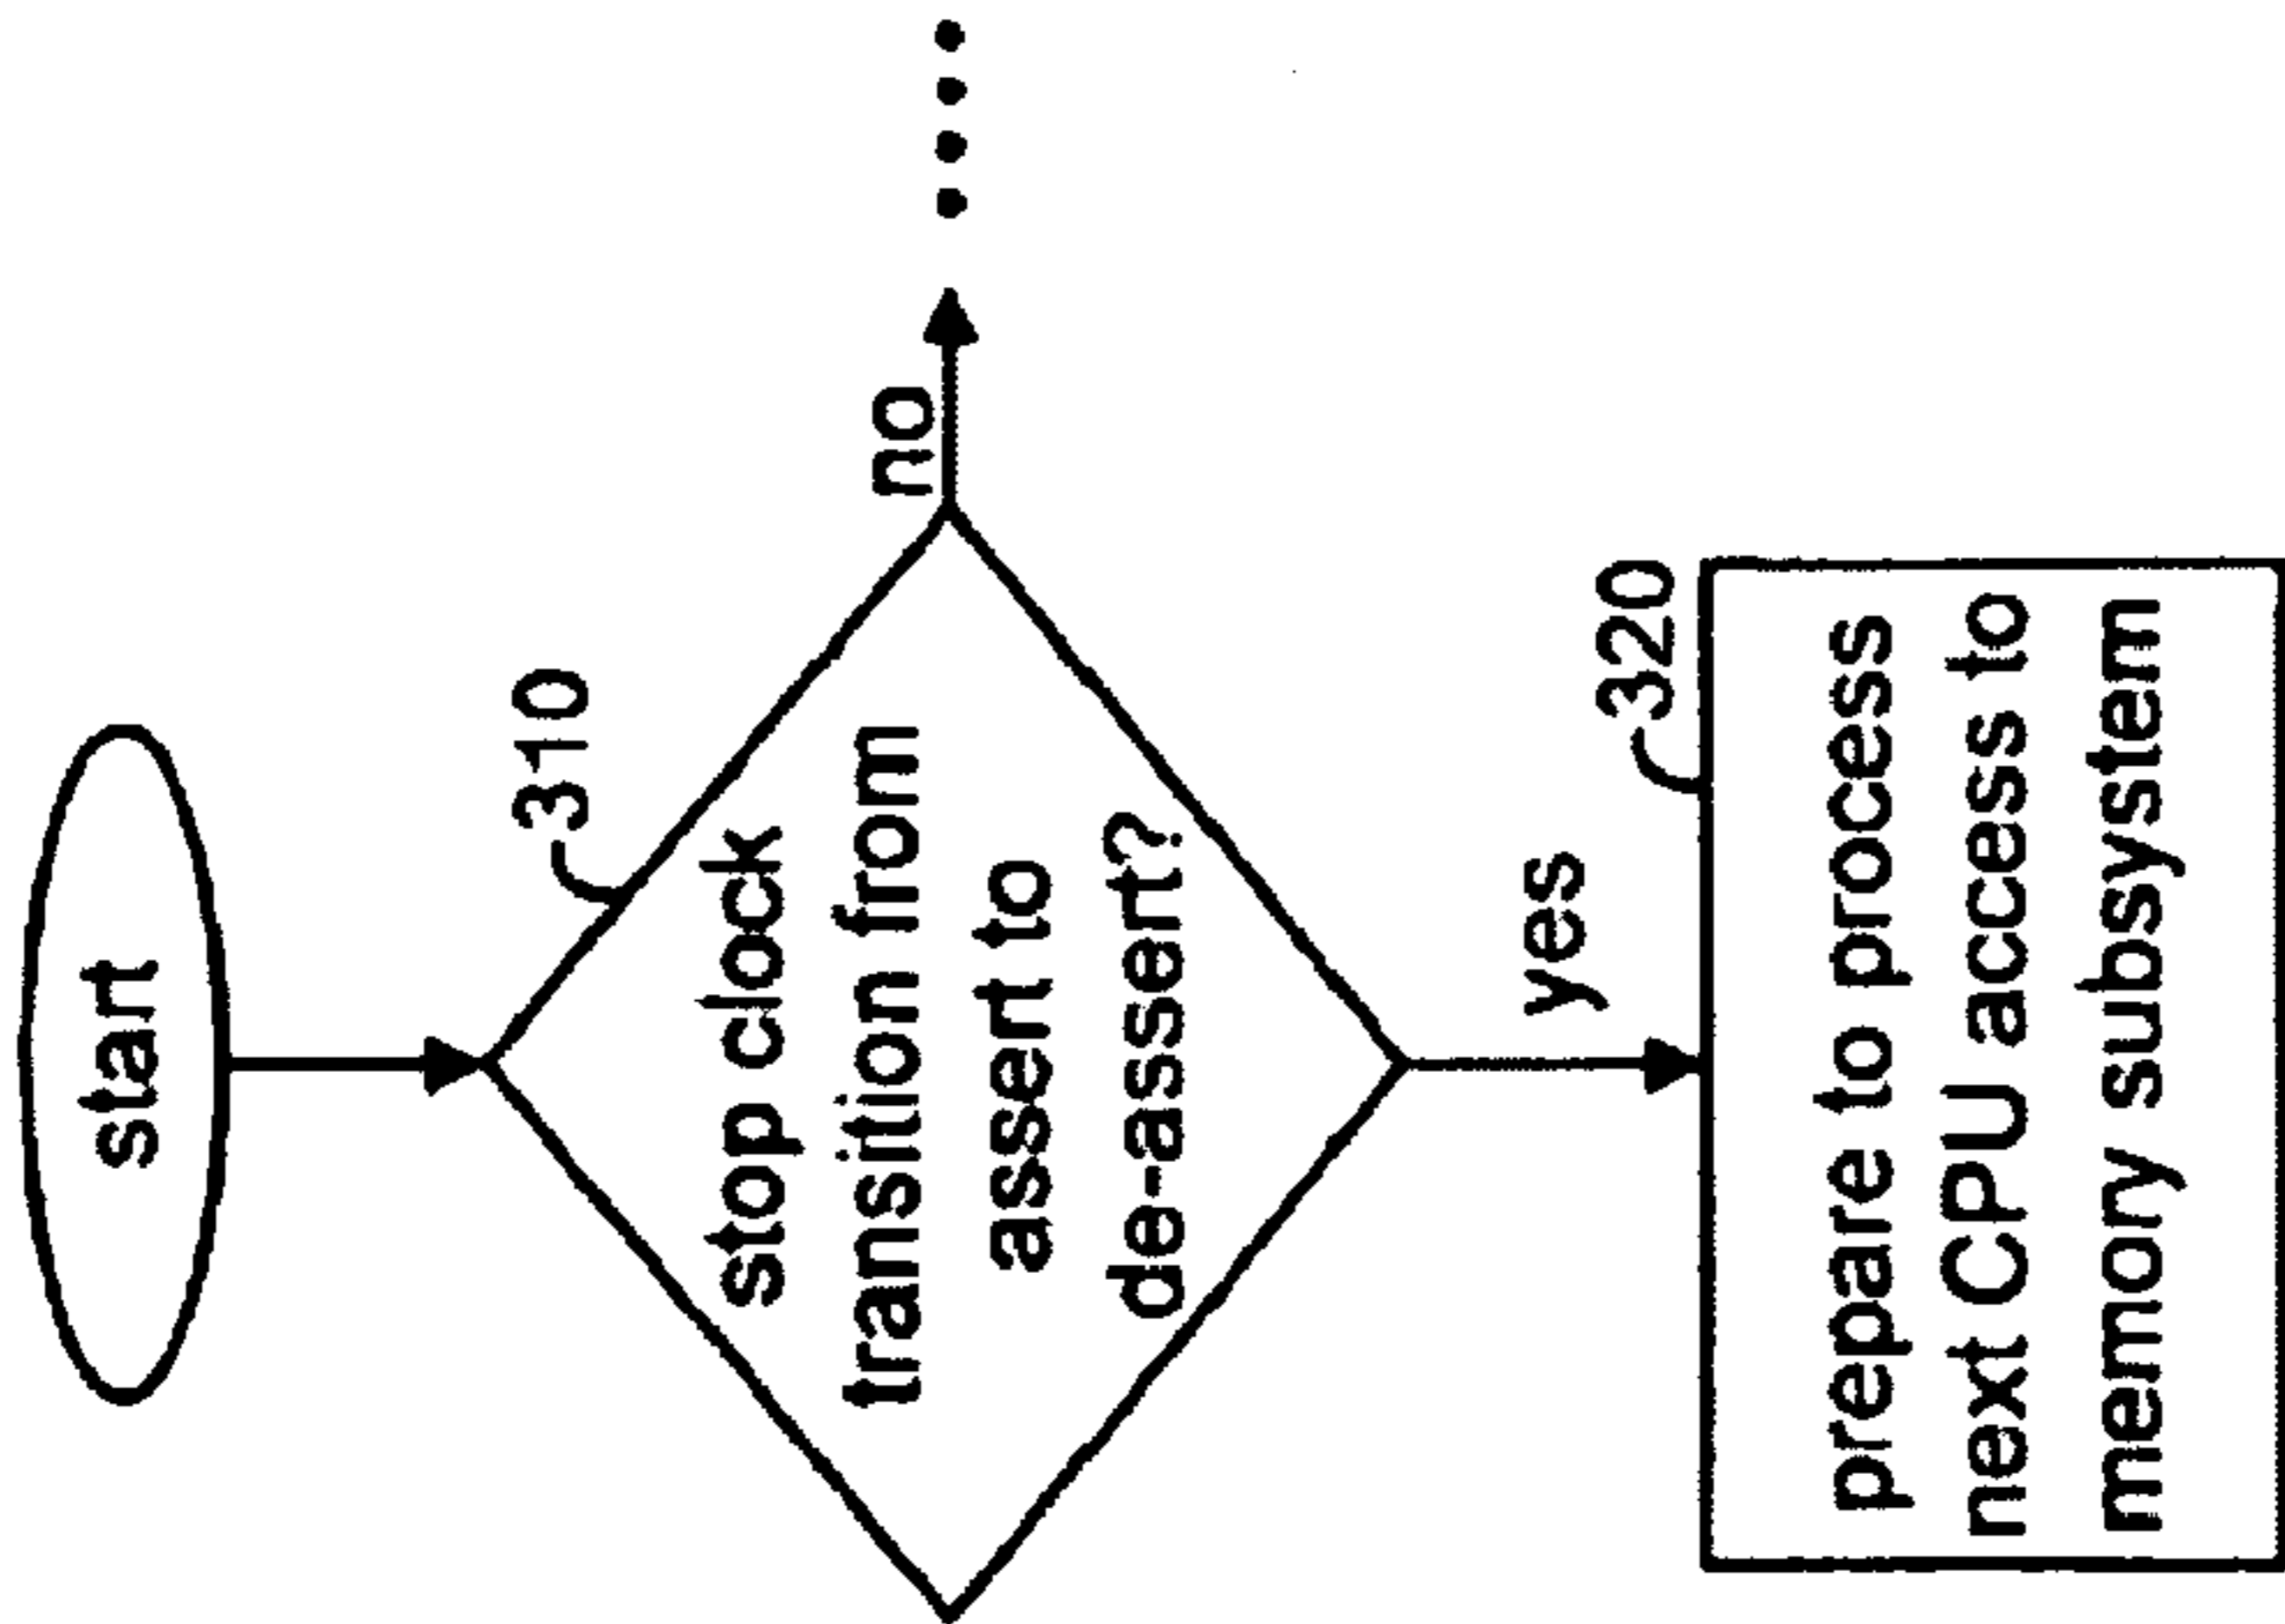 start
310
stop clock
transition from
assert to
de-assert?
no
yes
320
prepare to process
next CPU access to
memory subsystem